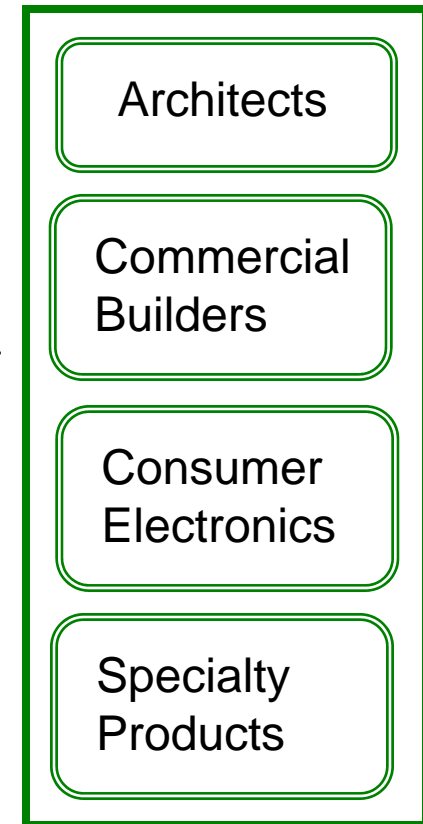 Architects
Commercial
Builders
Consumer
Electronics
Specialty
Products